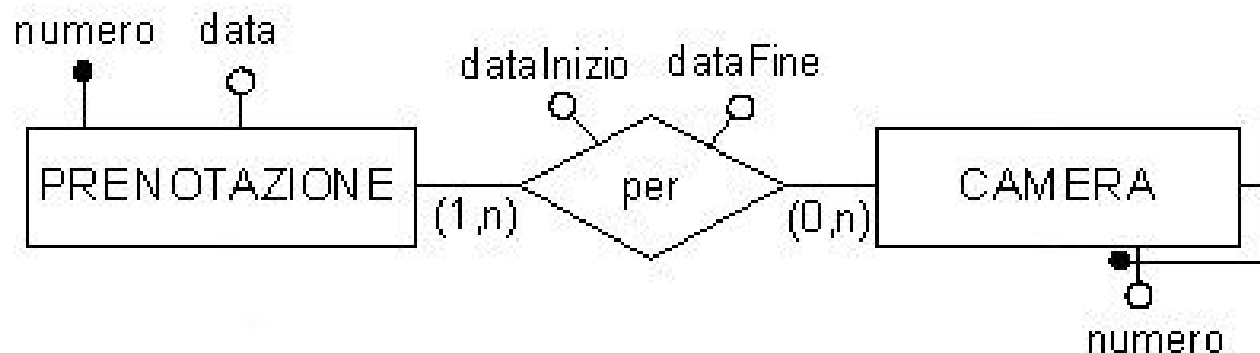 numero data
dataInizio dataFine
PRENOTAZIONE per CAMERA
(1,n) (0,n)
numero